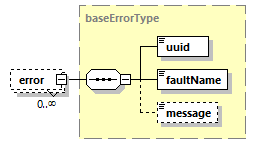 baseErrorType
uuid
error
faultName
0..∞
message